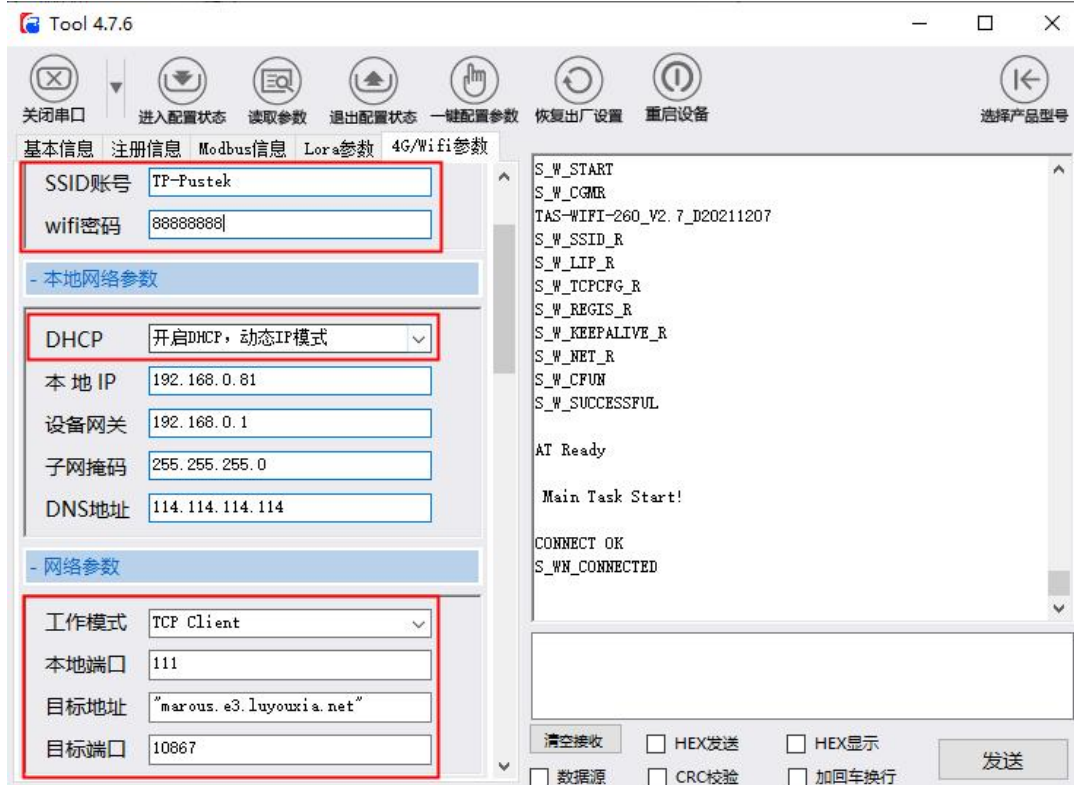 Tool 4.7.6
关闭串口 进入配置状态 读取参数 退出配置状态 一键配置参数 恢复出厂设置 重启设备 选择产品型号
基本信息 注册信息 Modbus信息 Lora参数 4G/Wifi参数
SSID账号 TP-Pustek
wifi密码 88888888
- 本地网络参数
DHCP 开启DHCP，动态IP模式
本 地 IP 192.168.0.81
设备网关 192.168.0.1
子网掩码 255.255.255.0
DNS地址 114.114.114.114
- 网络参数
工作模式 TCP Client
本地端口 111
目标地址 "marous.e3.luyouxia.net"
目标端口 10867
S_W_START
S_W_CGMR
TAS-WIFI-260_V2.7_D20211207
S_W_SSID_R
S_W_LIP_R
S_W_TCPCFG_R
S_W_REGIS_R
S_W_KEEPALIVE_R
S_W_NET_R
S_W_CFUN
S_W_SUCCESSFUL
AT Ready
Main Task Start!
CONNECT OK
S_WN_CONNECTED
清空接收 HEX发送 HEX显示
数据源 CRC校验 加回车换行
发送